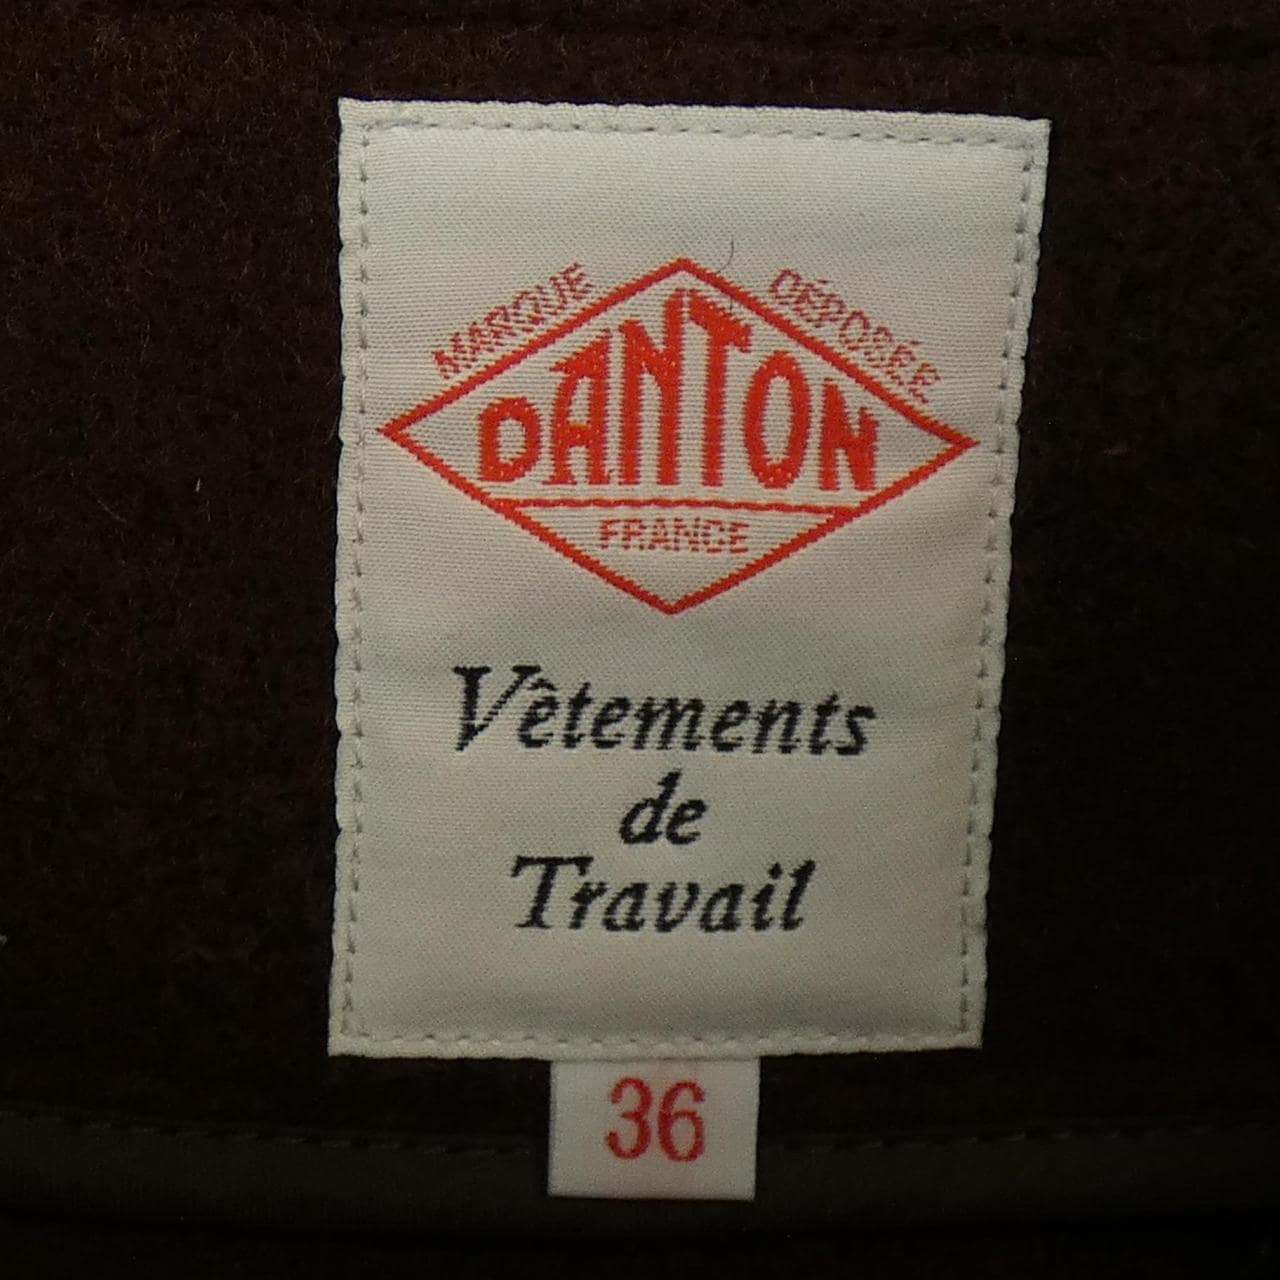 MARQUE DÉPOSÉE
DANTON
FRANCE
Vêtements
de
Travail
36